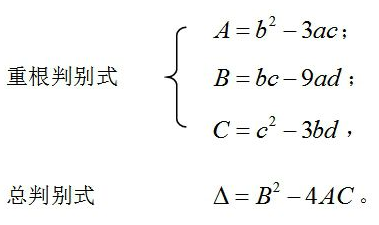 A = b² − 3ac；
重根判别式 B = bc − 9ad；
C = c² − 3bd，
总判别式 Δ = B² − 4AC。